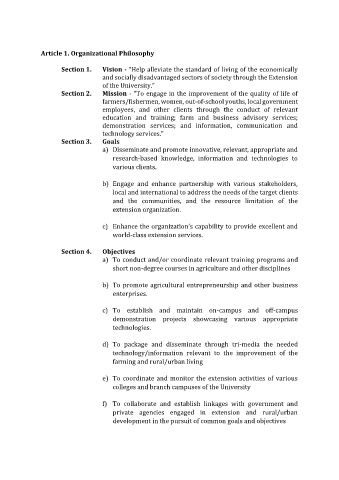 Article 1. Organizational Philosophy
Section 1. Vision - "Help alleviate the standard of living of the economically
and socially disadvantaged sectors of society through the Extension
of the University."
Section 2. Mission - "To engage in the improvement of the quality of life of
farmers/fishermen, women, out-of-school youths, local government
employees, and other clients through the conduct of relevant
education and training; farm and business advisory services;
demonstration services; and information, communication and
technology services."
Section 3. Goals
a) Disseminate and promote innovative, relevant, appropriate and
research-based knowledge, information and technologies to
various clients.
b) Engage and enhance partnership with various stakeholders,
local and international to address the needs of the target clients
and the communities, and the resource limitation of the
extension organization.
c) Enhance the organization's capability to provide excellent and
world-class extension services.
Section 4. Objectives
a) To conduct and/or coordinate relevant training programs and
short non-degree courses in agriculture and other disciplines
b) To promote agricultural entrepreneurship and other business
enterprises.
c) To establish and maintain on-campus and off-campus
demonstration projects showcasing various appropriate
technologies.
d) To package and disseminate through tri-media the needed
technology/information relevant to the improvement of the
farming and rural/urban living
e) To coordinate and monitor the extension activities of various
colleges and branch campuses of the University
f) To collaborate and establish linkages with government and
private agencies engaged in extension and rural/urban
development in the pursuit of common goals and objectives